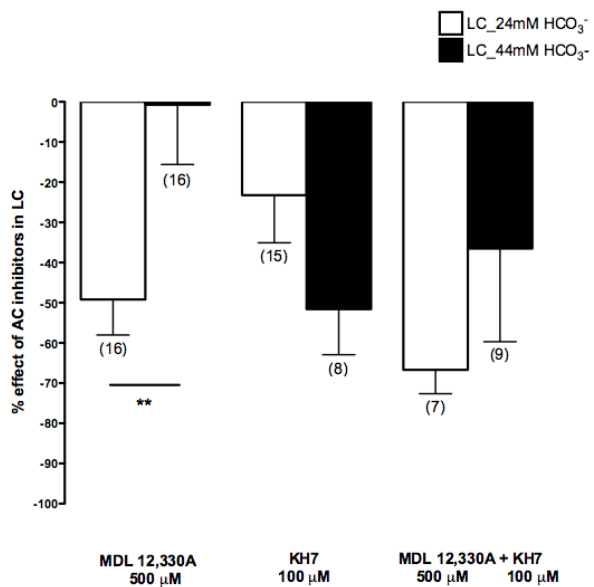 LC_24mM HCO₃⁻
LC_44mM HCO₃-
% effect of AC inhibitors in LC
0
-10
-20
-30
-40
-50
-60
-70
-80
-90
-100
(16)
(16)
**
(15)
(8)
(7)
(9)
MDL 12,330A
500 μM
KH7
100 μM
MDL 12,330A + KH7
500 μM 100 μM